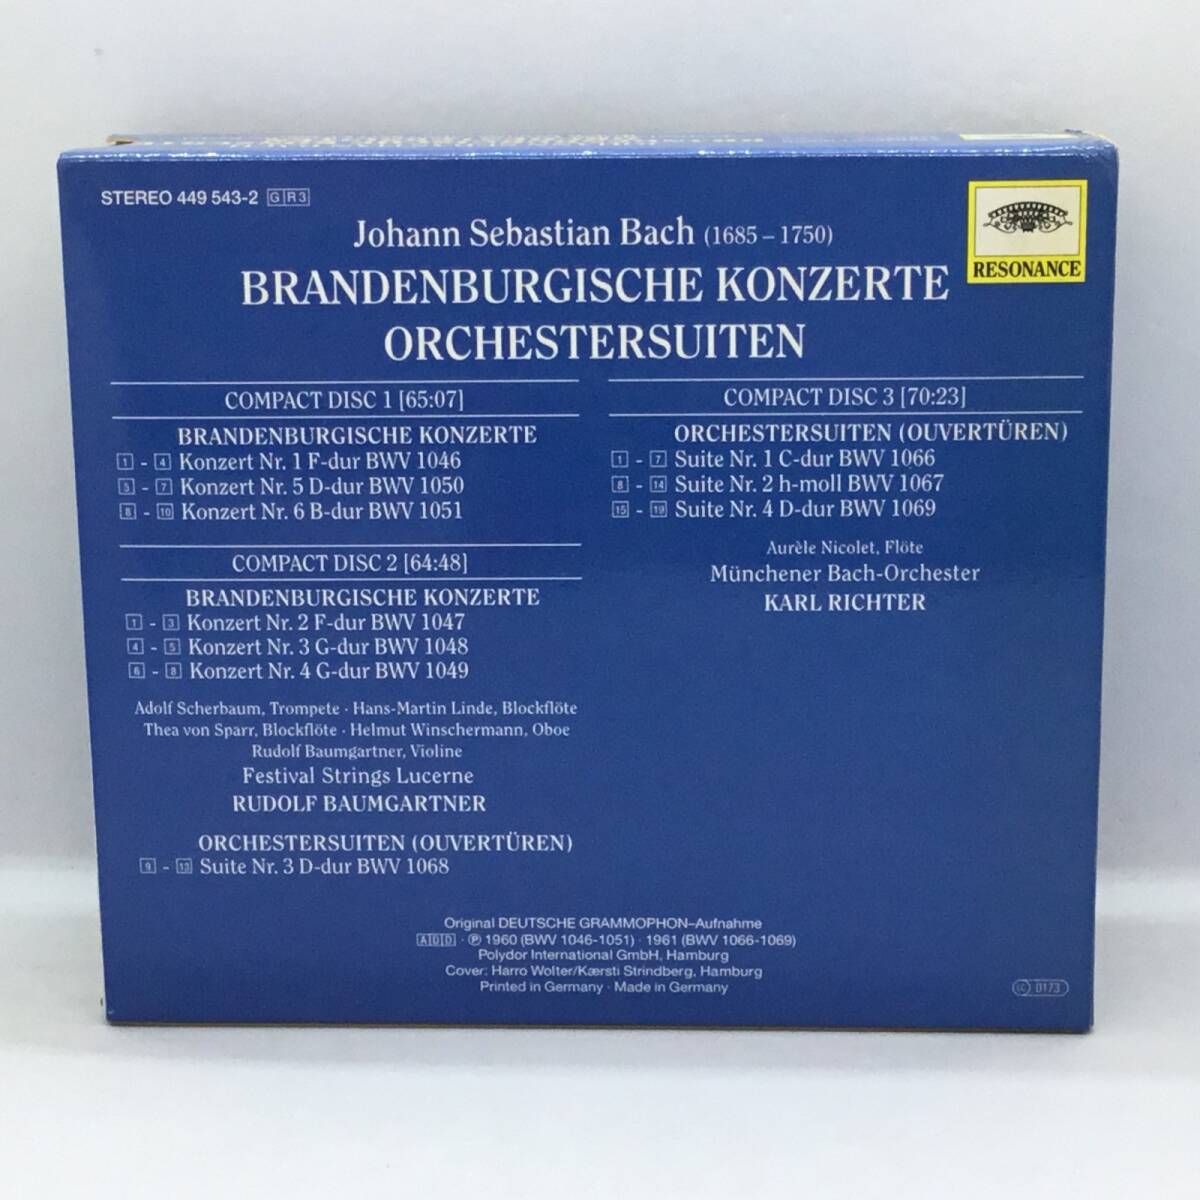 STEREO 449 543-2 G R3
RESONANCE
Johann Sebastian Bach (1685 – 1750)
BRANDENBURGISCHE KONZERTE
ORCHESTERSUITEN
COMPACT DISC 1 [65:07]
BRANDENBURGISCHE KONZERTE
1 - 4 Konzert Nr. 1 F-dur BWV 1046
5 - 7 Konzert Nr. 5 D-dur BWV 1050
8 - 10 Konzert Nr. 6 B-dur BWV 1051
COMPACT DISC 2 [64:48]
BRANDENBURGISCHE KONZERTE
1 - 3 Konzert Nr. 2 F-dur BWV 1047
4 - 5 Konzert Nr. 3 G-dur BWV 1048
6 - 8 Konzert Nr. 4 G-dur BWV 1049
Adolf Scherbaum, Trompete · Hans-Martin Linde, Blockflöte
Thea von Sparr, Blockflöte · Helmut Winschermann, Oboe
Rudolf Baumgartner, Violine
Festival Strings Lucerne
RUDOLF BAUMGARTNER
ORCHESTERSUITEN (OUVERTÜREN)
9 - 13 Suite Nr. 3 D-dur BWV 1068
COMPACT DISC 3 [70:23]
ORCHESTERSUITEN (OUVERTÜREN)
1 - 7 Suite Nr. 1 C-dur BWV 1066
8 - 14 Suite Nr. 2 h-moll BWV 1067
15 - 19 Suite Nr. 4 D-dur BWV 1069
Aurèle Nicolet, Flöte
Münchener Bach-Orchester
KARL RICHTER
Original DEUTSCHE GRAMMOPHON–Aufnahme
ADD · ℗ 1960 (BWV 1046-1051) · 1961 (BWV 1066-1069)
Polydor International GmbH, Hamburg
Cover: Harro Wolter/Kærsti Strindberg, Hamburg
Printed in Germany · Made in Germany
LC 0173